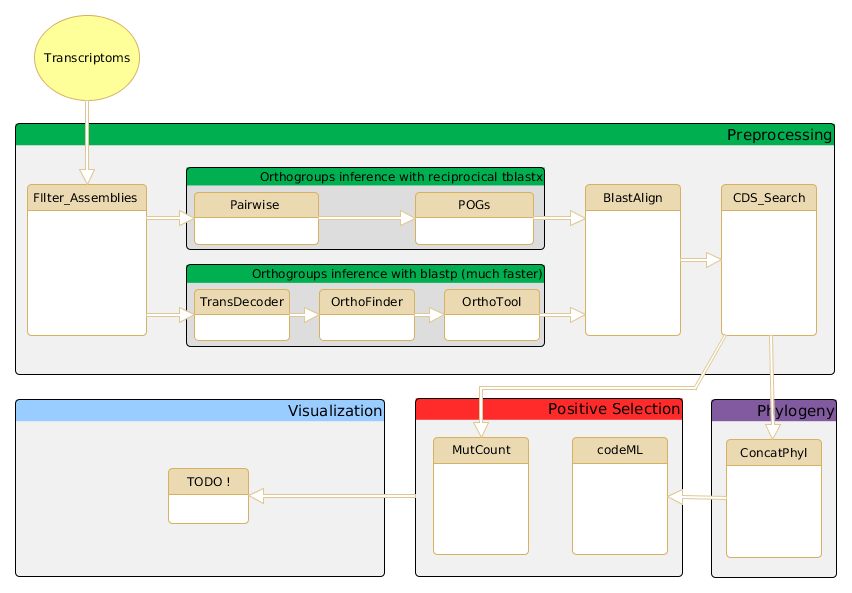 Transcriptoms
Preprocessing
FIlter_Assemblies
Orthogroups inference with reciprocical tblastx
Pairwise
POGs
BlastAlign
CDS_Search
Orthogroups inference with blastp (much faster)
TransDecoder
OrthoFinder
OrthoTool
Visualization
TODO !
Positive Selection
MutCount
codeML
Phylogeny
ConcatPhyl